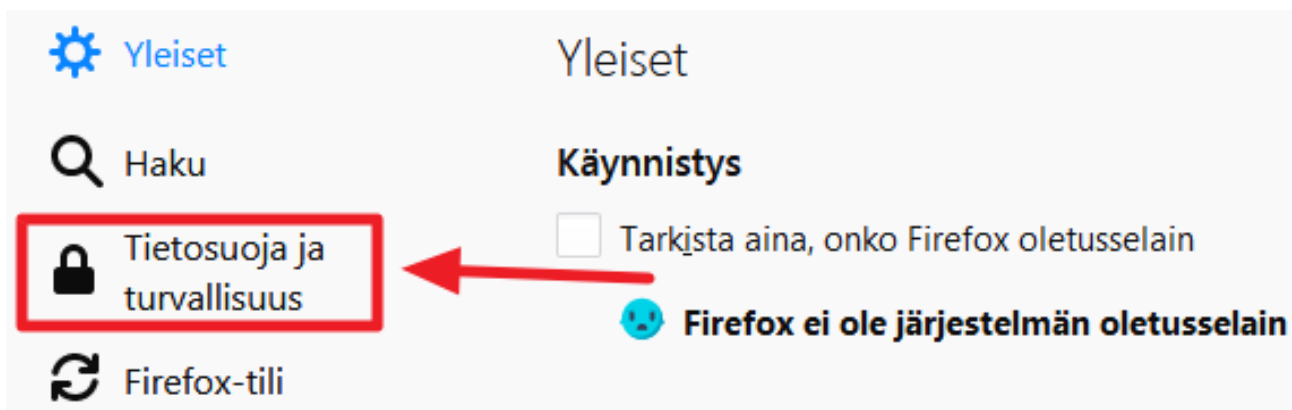 Yleiset
Haku
Tietosuoja ja
turvallisuus
Firefox-tili
Yleiset
Käynnistys
Tarkista aina, onko Firefox oletusselain
Firefox ei ole järjestelmän oletusselain